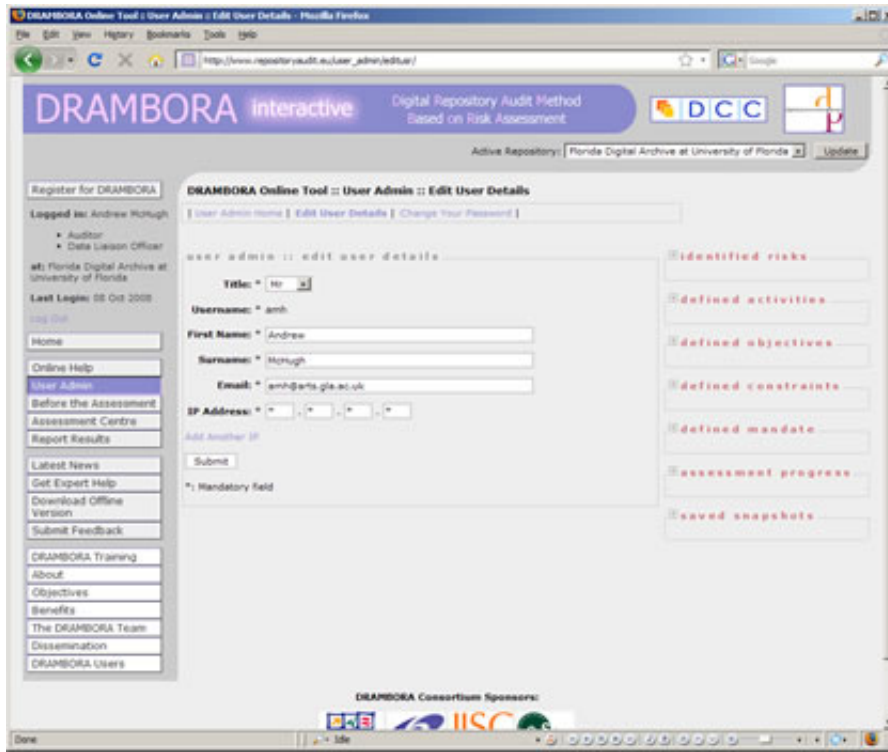 DRAMBORA Online Tool :: User Admin :: Edit User Details - Mozilla Firefox
File Edit View History Bookmarks Tools Help
http://www.repositoryaudit.eu/user_admin/edituser/
Google
DRAMBORA interactive
Digital Repository Audit Method
Based on Risk Assessment
DCC
dp
Active Repository: Florida Digital Archive at University of Florida Update
Register for DRAMBORA
Logged in: Andrew McHugh
Auditor
Data Liaison Officer
at: Florida Digital Archive at
University of Florida
Last Login: 08 Oct 2008
Log Out
Home
Online Help
User Admin
Before the Assessment
Assessment Centre
Report Results
Latest News
Get Expert Help
Download Offline
Version
Submit Feedback
DRAMBORA Training
About
Objectives
Benefits
The DRAMBORA Team
Dissemination
DRAMBORA Users
DRAMBORA Online Tool :: User Admin :: Edit User Details
| User Admin Home | Edit User Details | Change Your Password |
user admin :: edit user details
Title: * Mr
Username: * amh
First Name: * Andrew
Surname: * McHugh
Email: * amh@arts.gla.ac.uk
IP Address: * * . * . * . *
Add Another IP
Submit
*: Mandatory field
identified risks
defined activities
defined objectives
defined constraints
defined mandate
assessment progress
saved snapshots
DRAMBORA Consortium Sponsors:
JISC
Done
Idle